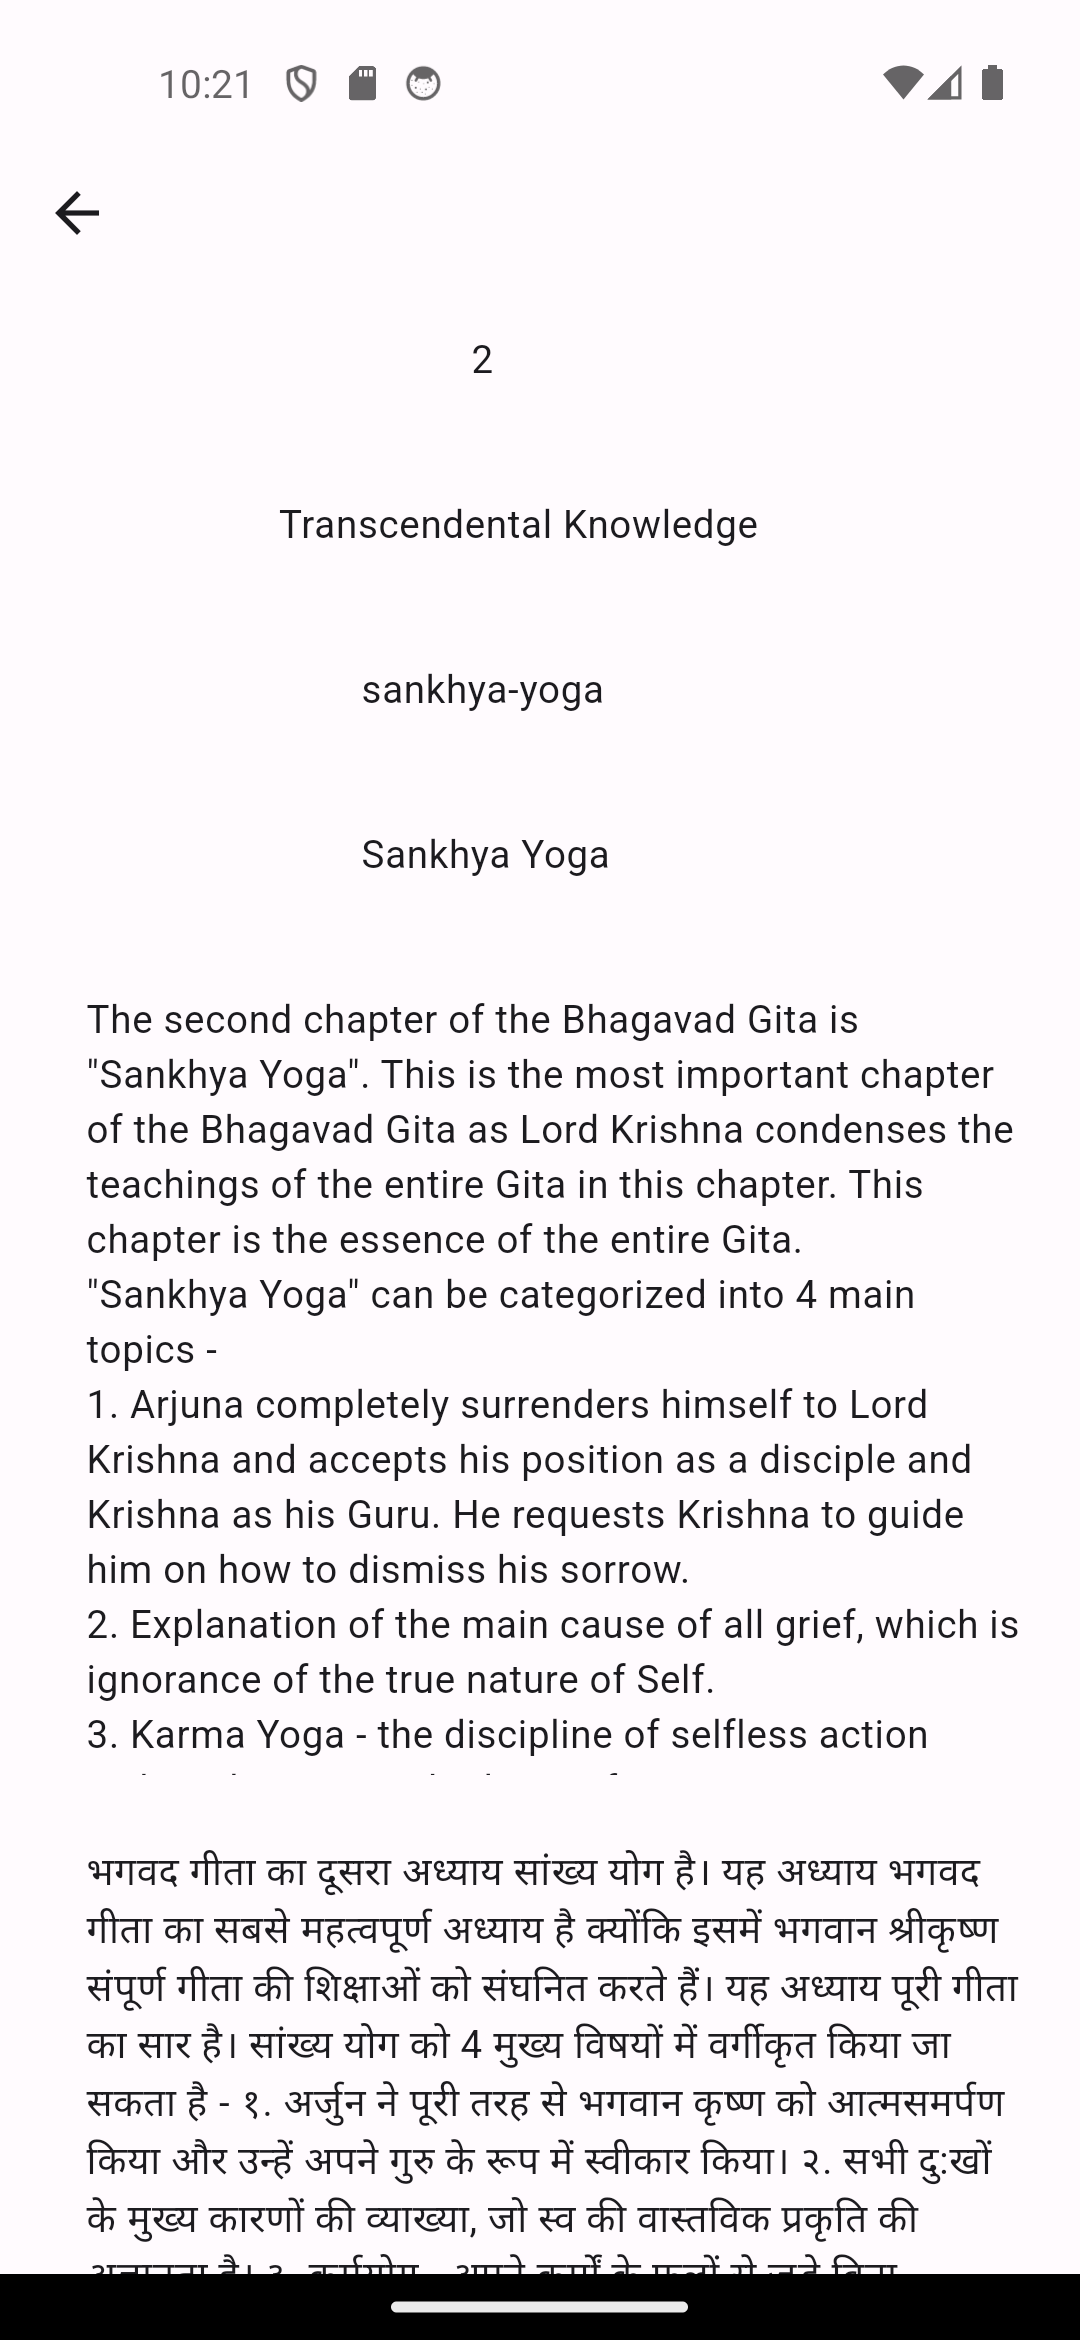 10:21
2
Transcendental Knowledge
sankhya-yoga
Sankhya Yoga
The second chapter of the Bhagavad Gita is
"Sankhya Yoga". This is the most important chapter
of the Bhagavad Gita as Lord Krishna condenses the
teachings of the entire Gita in this chapter. This
chapter is the essence of the entire Gita.
"Sankhya Yoga" can be categorized into 4 main
topics -
1. Arjuna completely surrenders himself to Lord
Krishna and accepts his position as a disciple and
Krishna as his Guru. He requests Krishna to guide
him on how to dismiss his sorrow.
2. Explanation of the main cause of all grief, which is
ignorance of the true nature of Self.
3. Karma Yoga - the discipline of selfless action
भगवद गीता का दूसरा अध्याय सांख्य योग है। यह अध्याय भगवद
गीता का सबसे महत्वपूर्ण अध्याय है क्योंकि इसमें भगवान श्रीकृष्ण
संपूर्ण गीता की शिक्षाओं को संघनित करते हैं। यह अध्याय पूरी गीता
का सार है। सांख्य योग को 4 मुख्य विषयों में वर्गीकृत किया जा
सकता है - १. अर्जुन ने पूरी तरह से भगवान कृष्ण को आत्मसमर्पण
किया और उन्हें अपने गुरु के रूप में स्वीकार किया। २. सभी दु:खों
के मुख्य कारणों की व्याख्या, जो स्व की वास्तविक प्रकृति की